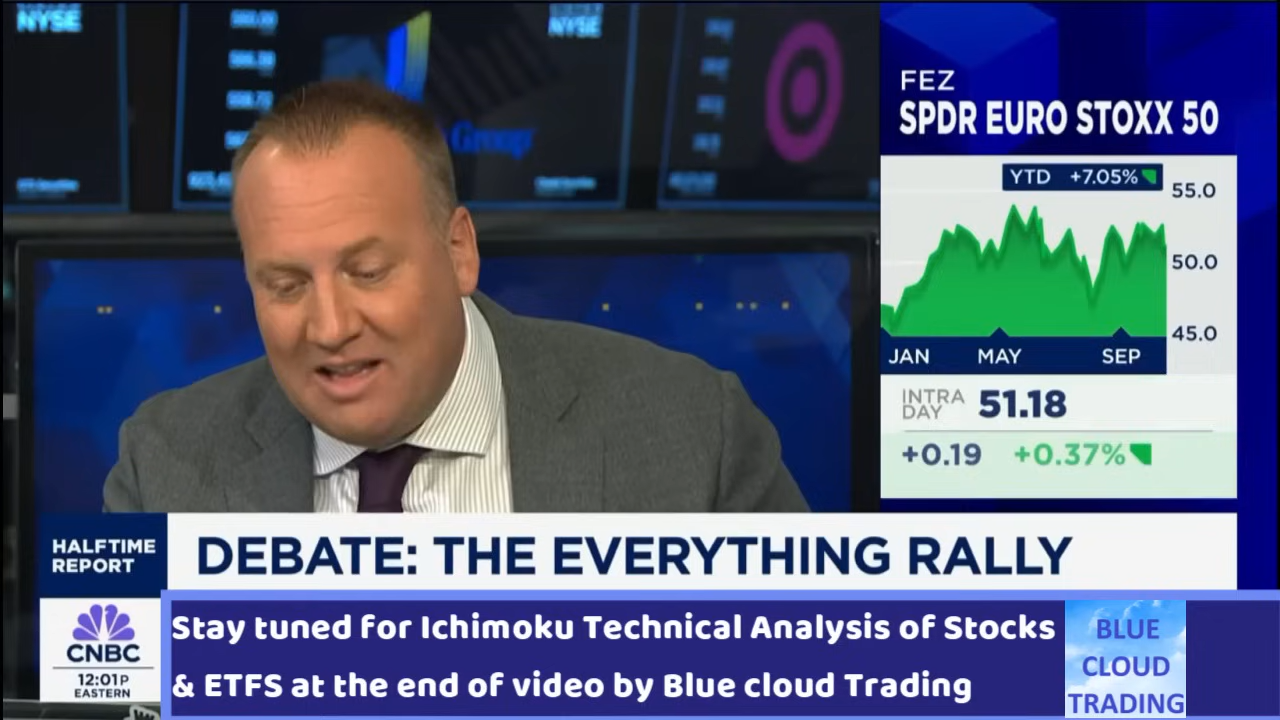 NYSE
NYSE
Group
FEZ
SPDR EURO STOXX 50
YTD +7.05%
55.0
50.0
45.0
JAN MAY SEP
INTRA
DAY
51.18
+0.19 +0.37%
HALFTIME
REPORT
DEBATE: THE EVERYTHING RALLY
CNBC
12:01P
EASTERN
Stay tuned for Ichimoku Technical Analysis of Stocks
& ETFS at the end of video by Blue cloud Trading
BLUE
CLOUD
TRADING